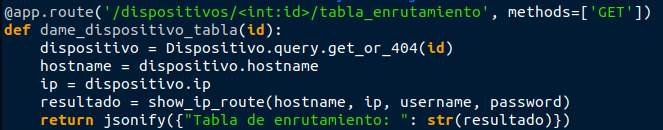 @app.route('/dispositivos/<int:id>/tabla_enrutamiento', methods=['GET'])
def dame_dispositivo_tabla(id):
    dispositivo = Dispositivo.query.get_or_404(id)
    hostname = dispositivo.hostname
    ip = dispositivo.ip
    resultado = show_ip_route(hostname, ip, username, password)
    return jsonify({"Tabla de enrutamiento: ": str(resultado)})